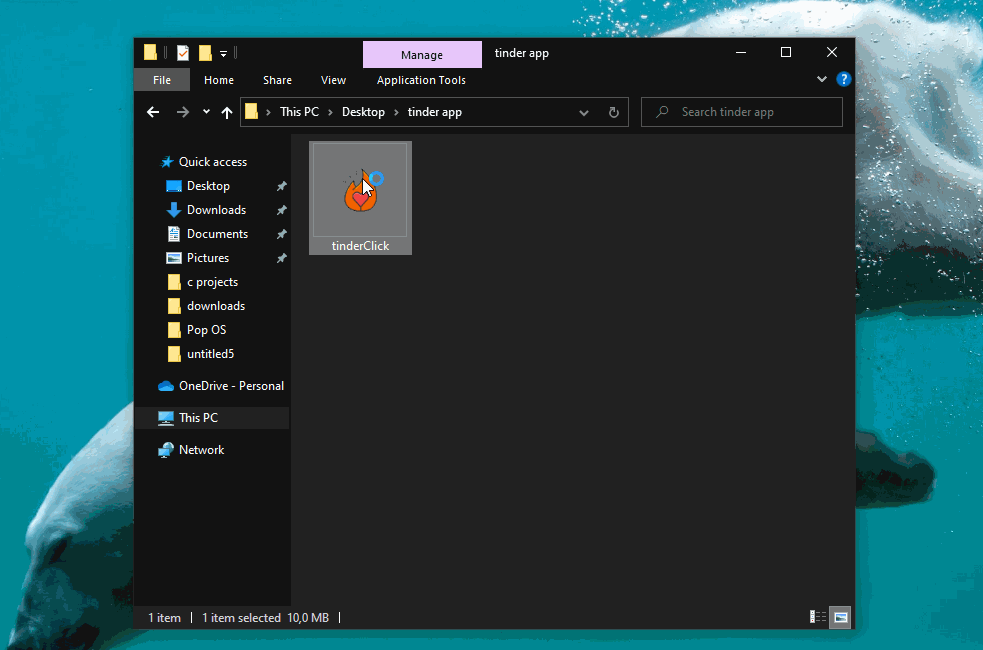 Manage
tinder app
File
Home
Share
View
Application Tools
This PC
Desktop
tinder app
Search tinder app
Quick access
Desktop
Downloads
Documents
Pictures
c projects
downloads
Pop OS
untitled5
OneDrive - Personal
This PC
Network
tinderClick
1 item
1 item selected 10,0 MB